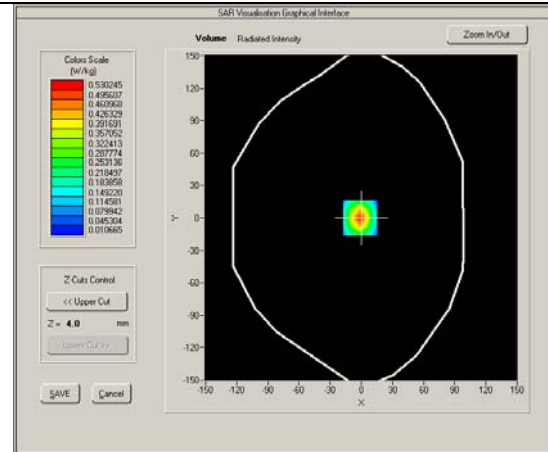 SAR Visualisation Graphical Interface
Volume Radiated Intensity
Zoom In/Out
Colors Scale
(W/kg)
0.530245
0.495607
0.460968
0.426329
0.391691
0.357052
0.322413
0.287774
0.253136
0.218497
0.183858
0.149220
0.114581
0.079942
0.045304
0.010665
150-
120-
90-
60-
30-
0-
-30-
-60-
-90-
-120-
-150-
Y
-150 -120 -90 -60 -30 0 30 60 90 120 150
X
Z-Cuts Control
<< Upper Cut
Z = 4.0 mm
Lower Cut >>
SAVE Cancel